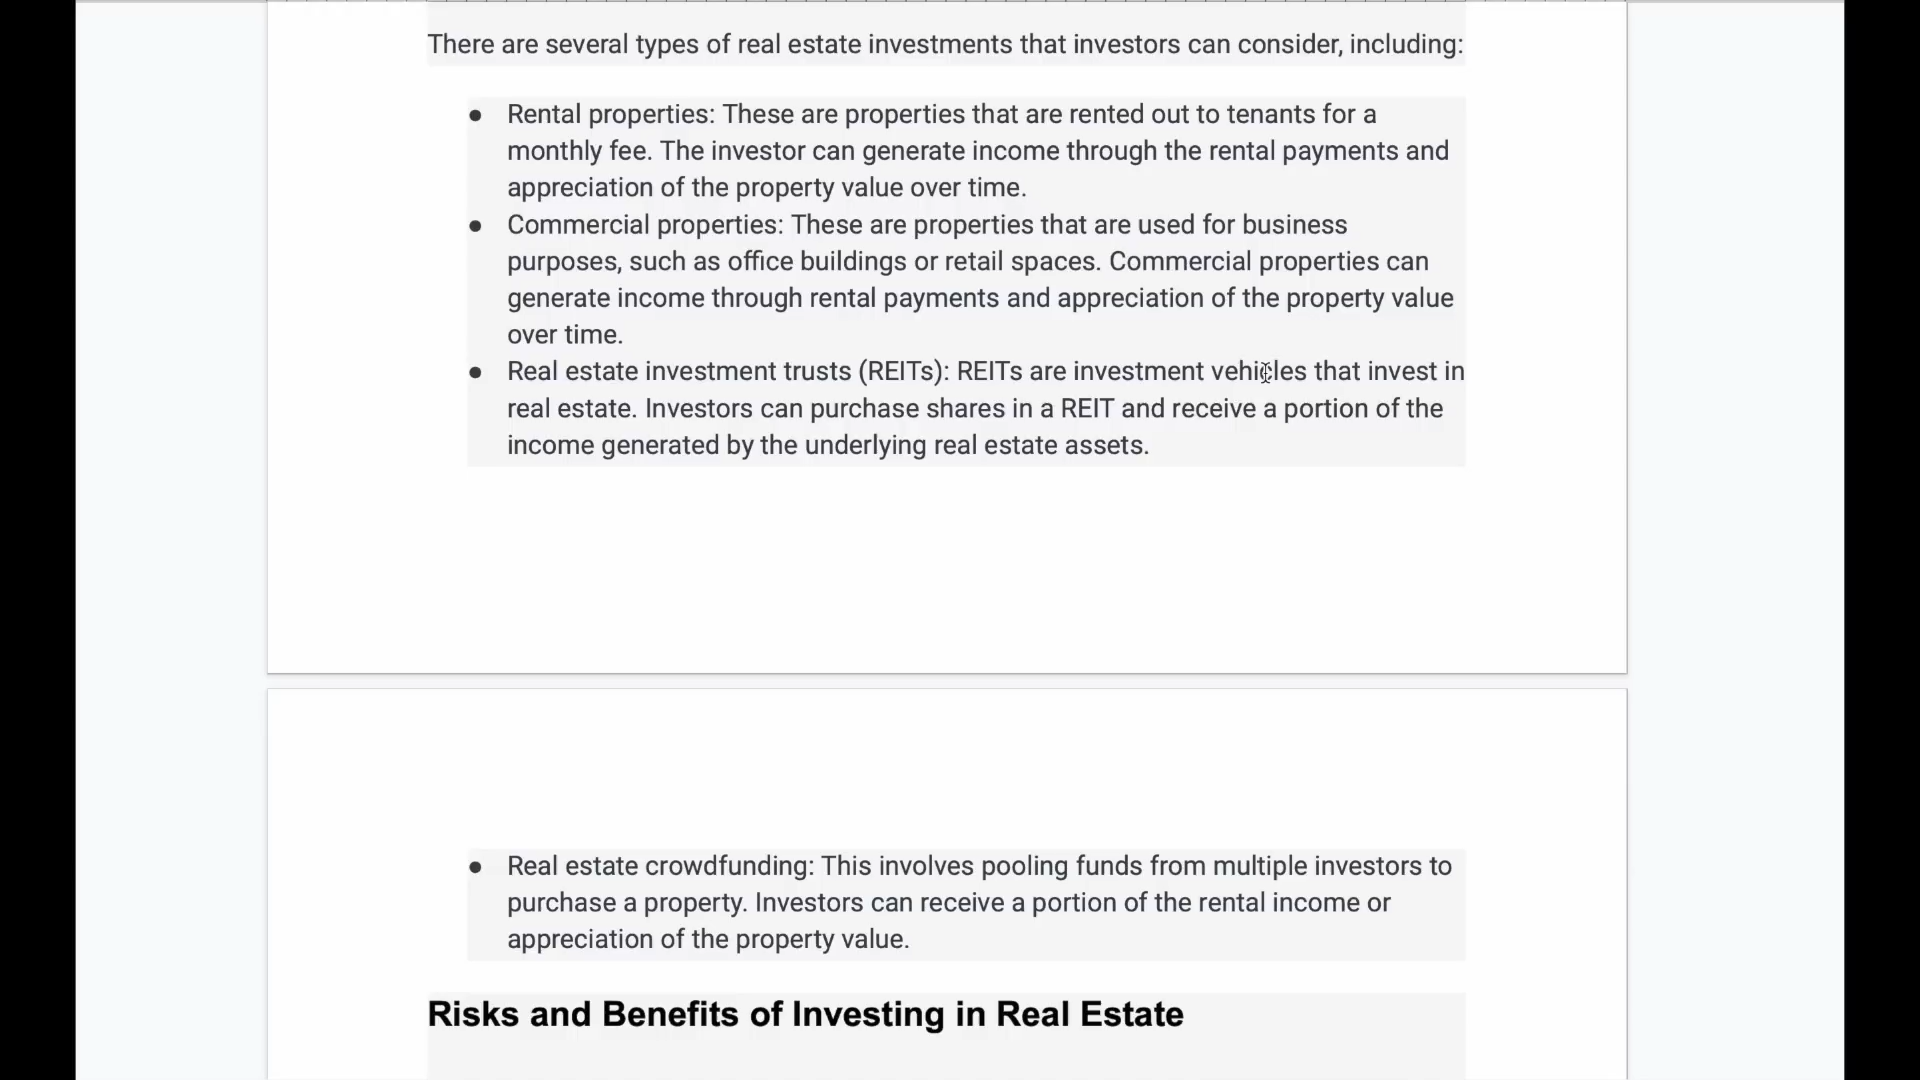 There are several types of real estate investments that investors can consider, including:
● Rental properties: These are properties that are rented out to tenants for a
monthly fee. The investor can generate income through the rental payments and
appreciation of the property value over time.
● Commercial properties: These are properties that are used for business
purposes, such as office buildings or retail spaces. Commercial properties can
generate income through rental payments and appreciation of the property value
over time.
● Real estate investment trusts (REITs): REITs are investment vehicles that invest in
real estate. Investors can purchase shares in a REIT and receive a portion of the
income generated by the underlying real estate assets.
● Real estate crowdfunding: This involves pooling funds from multiple investors to
purchase a property. Investors can receive a portion of the rental income or
appreciation of the property value.
Risks and Benefits of Investing in Real Estate